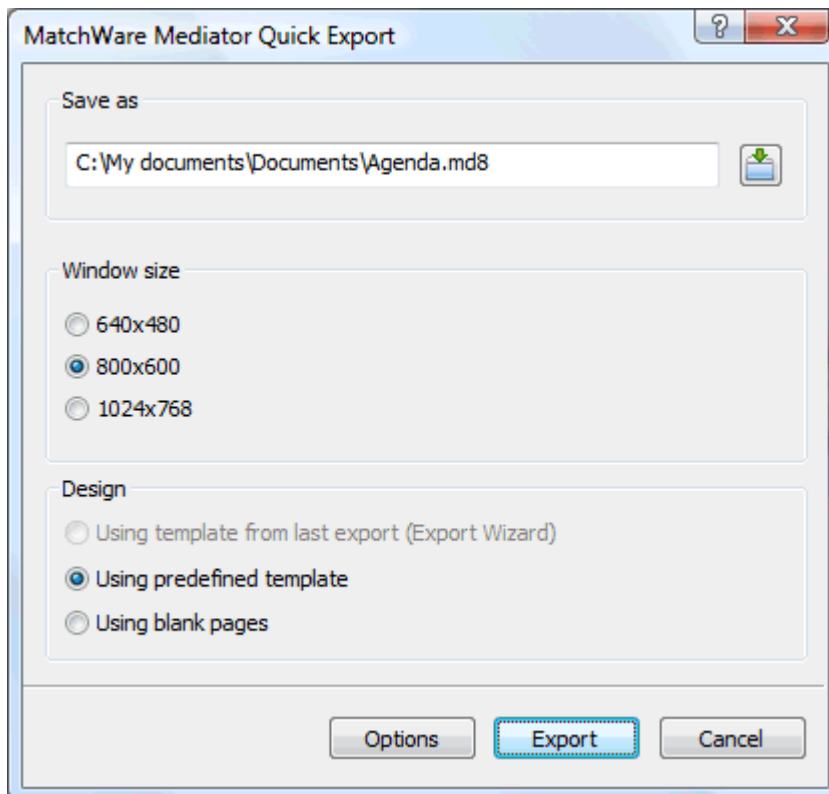 MatchWare Mediator Quick Export
Save as
C:\My documents\Documents\Agenda.md8
Window size
640x480
800x600
1024x768
Design
Using template from last export (Export Wizard)
Using predefined template
Using blank pages
Options Export Cancel